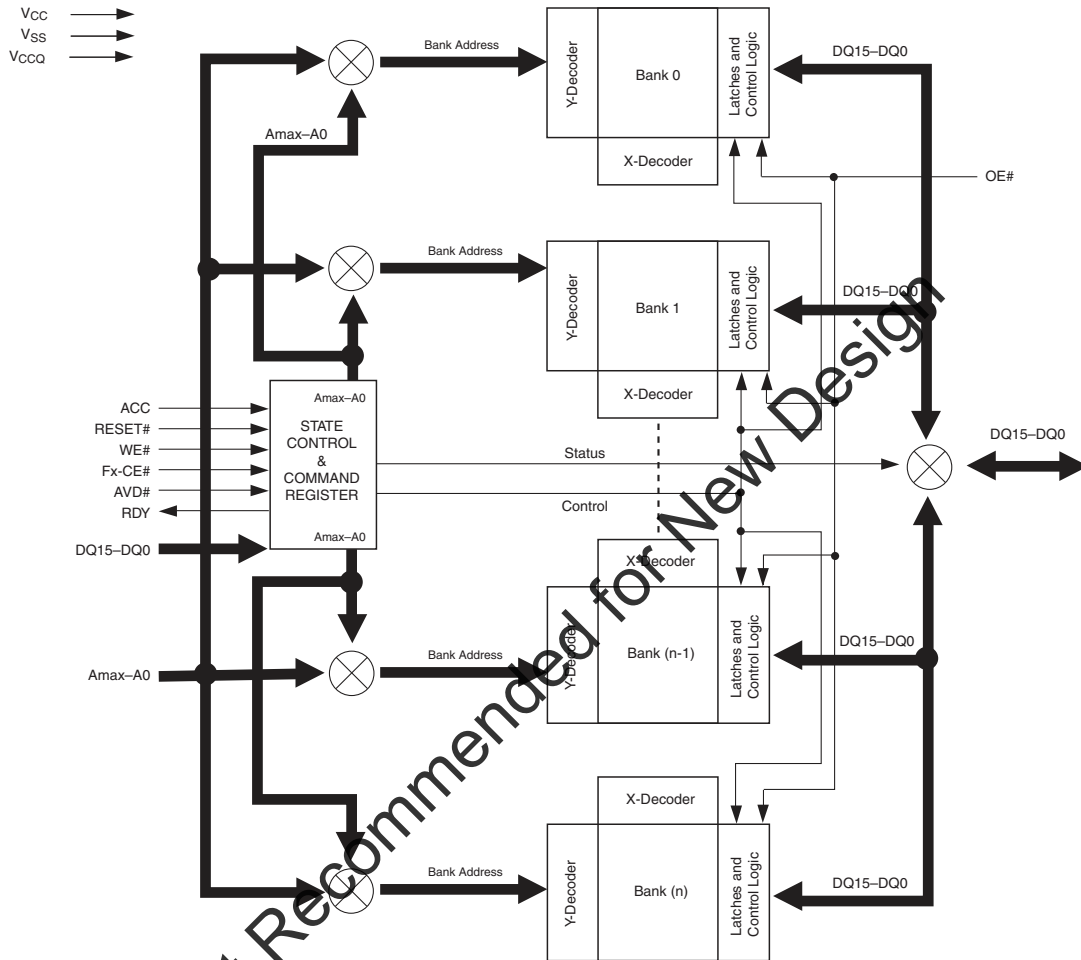 VCC
VSS
VCCQ
Bank Address
Y-Decoder
Bank 0
Latches and
Control Logic
DQ15–DQ0
Amax–A0
X-Decoder
OE#
Bank Address
Y-Decoder
Bank 1
Latches and
Control Logic
DQ15–DQ0
X-Decoder
Amax–A0
STATE
CONTROL
&
COMMAND
REGISTER
Amax–A0
ACC
RESET#
WE#
Fx-CE#
AVD#
RDY
DQ15–DQ0
Status
Control
DQ15–DQ0
X-Decoder
Amax–A0
Bank Address
Y-Decoder
Bank (n-1)
Latches and
Control Logic
DQ15–DQ0
X-Decoder
Bank Address
Y-Decoder
Bank (n)
Latches and
Control Logic
DQ15–DQ0
Recommended for New Design